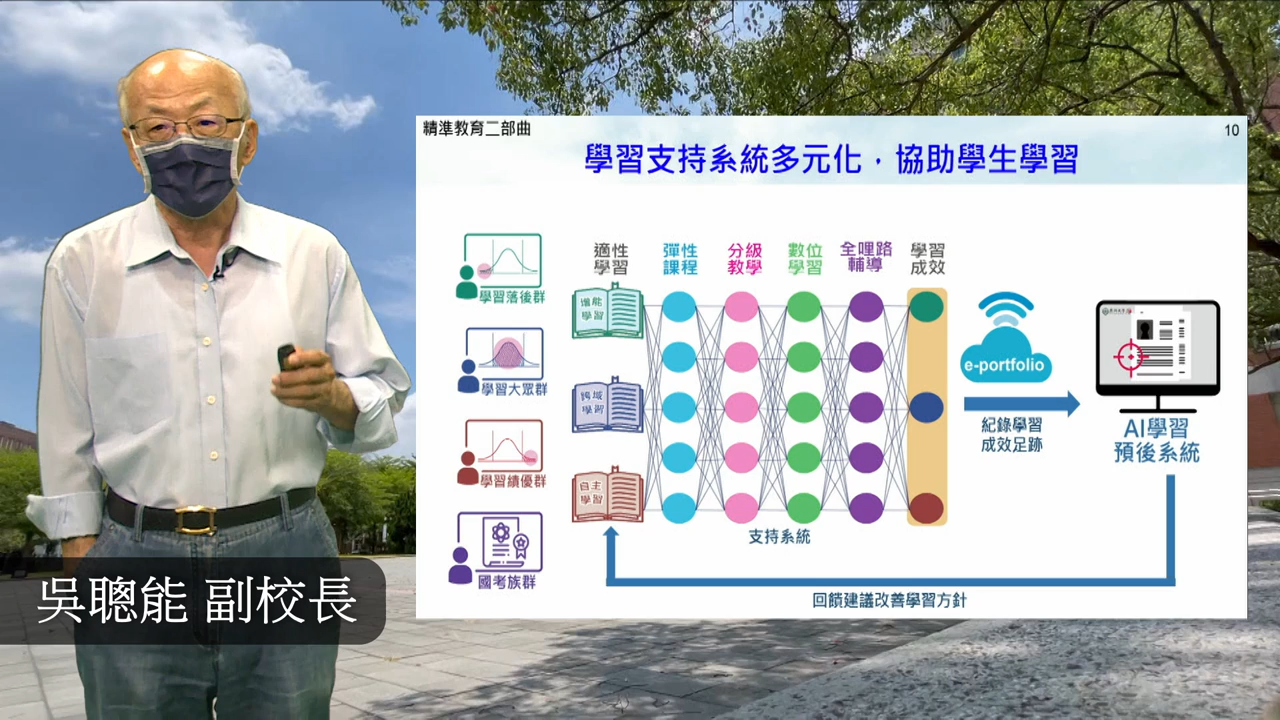 精準教育二部曲
10
學習支持系統多元化，協助學生學習
適性
學習
彈性
課程
分級
教學
數位
學習
全哩路
輔導
學習
成效
學習落後群
學習大眾群
學習績優群
國考族群
增能
學習
跨域
學習
自主
學習
支持系統
e-portfolio
紀錄學習
成效足跡
AI學習
預後系統
回饋建議改善學習方針
吳聰能 副校長